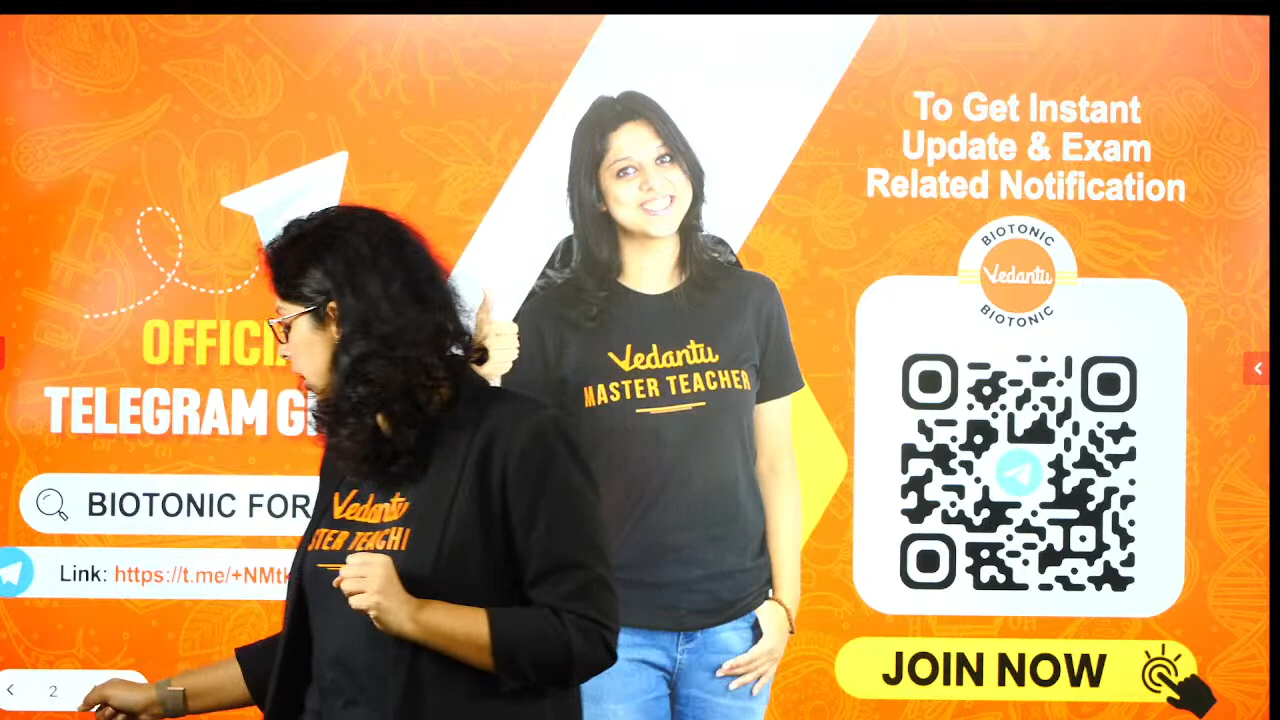 To Get Instant
Update & Exam
Related Notification
BIOTONIC
Vedantu
BIOTONIC
OFFICI
TELEGRAM G
BIOTONIC FOR
Link: https://t.me/+NMtk
Vedantu
MASTER TEACHER
Vedantu
STER TEACHE
2
JOIN NOW